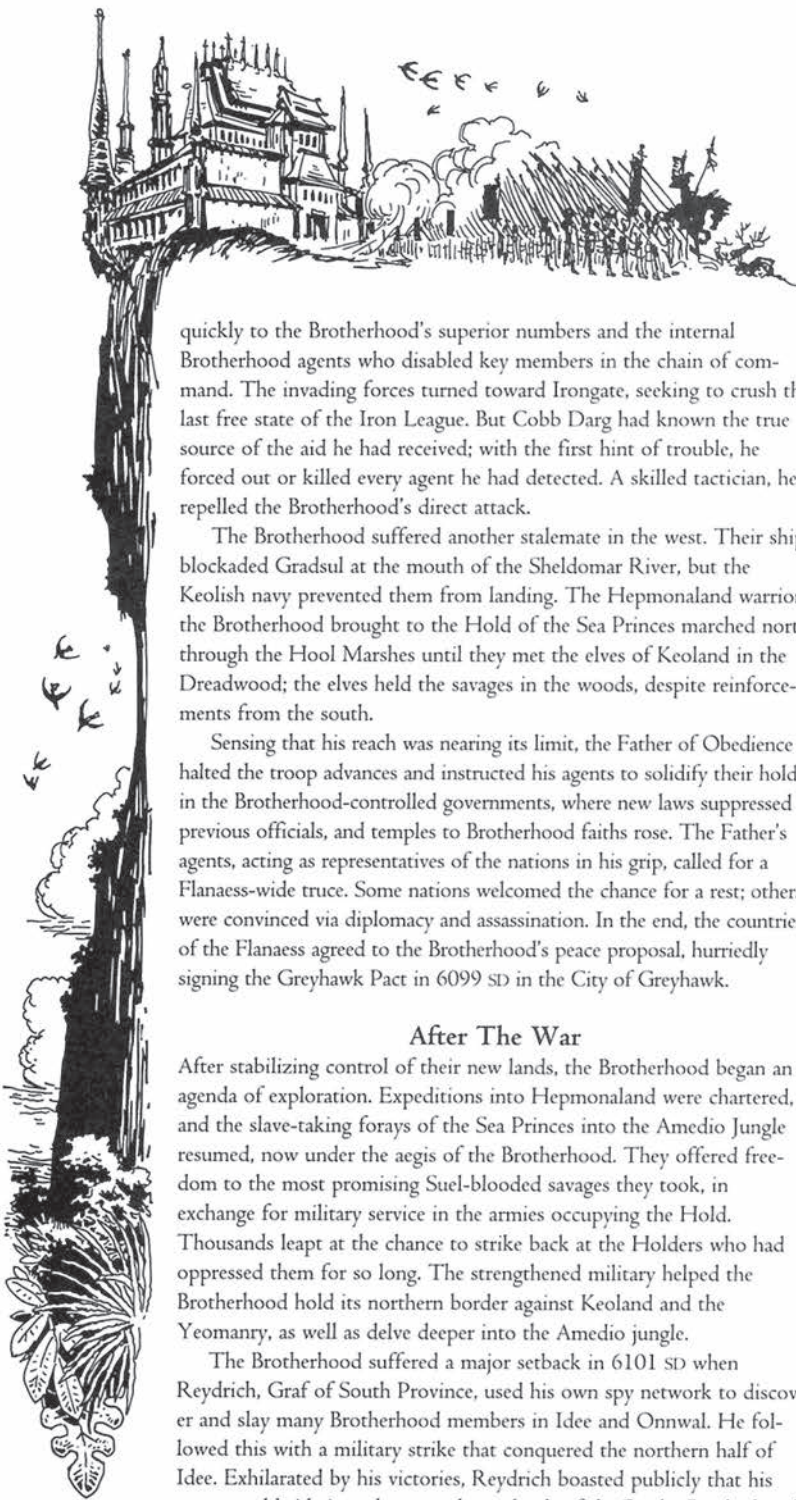 quickly to the Brotherhood's superior numbers and the internal
Brotherhood agents who disabled key members in the chain of com-
mand. The invading forces turned toward Irongate, seeking to crush th
last free state of the Iron League. But Cobb Darg had known the true
source of the aid he had received; with the first hint of trouble, he
forced out or killed every agent he had detected. A skilled tactician, he
repelled the Brotherhood's direct attack.
The Brotherhood suffered another stalemate in the west. Their ship
blockaded Gradsul at the mouth of the Sheldomar River, but the
Keolish navy prevented them from landing. The Hepmonaland warrior
the Brotherhood brought to the Hold of the Sea Princes marched nort
through the Hool Marshes until they met the elves of Keoland in the
Dreadwood; the elves held the savages in the woods, despite reinforce-
ments from the south.
Sensing that his reach was nearing its limit, the Father of Obedience
halted the troop advances and instructed his agents to solidify their hold
in the Brotherhood-controlled governments, where new laws suppressed
previous officials, and temples to Brotherhood faiths rose. The Father's
agents, acting as representatives of the nations in his grip, called for a
Flanaess-wide truce. Some nations welcomed the chance for a rest; other
were convinced via diplomacy and assassination. In the end, the countrie
of the Flanaess agreed to the Brotherhood's peace proposal, hurriedly
signing the Greyhawk Pact in 6099 SD in the City of Greyhawk.
After The War
After stabilizing control of their new lands, the Brotherhood began an
agenda of exploration. Expeditions into Hepmonaland were chartered,
and the slave-taking forays of the Sea Princes into the Amedio Jungle
resumed, now under the aegis of the Brotherhood. They offered free-
dom to the most promising Suel-blooded savages they took, in
exchange for military service in the armies occupying the Hold.
Thousands leapt at the chance to strike back at the Holders who had
oppressed them for so long. The strengthened military helped the
Brotherhood hold its northern border against Keoland and the
Yeomanry, as well as delve deeper into the Amedio jungle.
The Brotherhood suffered a major setback in 6101 SD when
Reydrich, Graf of South Province, used his own spy network to discov
er and slay many Brotherhood members in Idee and Onnwal. He fol-
lowed this with a military strike that conquered the northern half of
Idee. Exhilarated by his victories, Reydrich boasted publicly that his